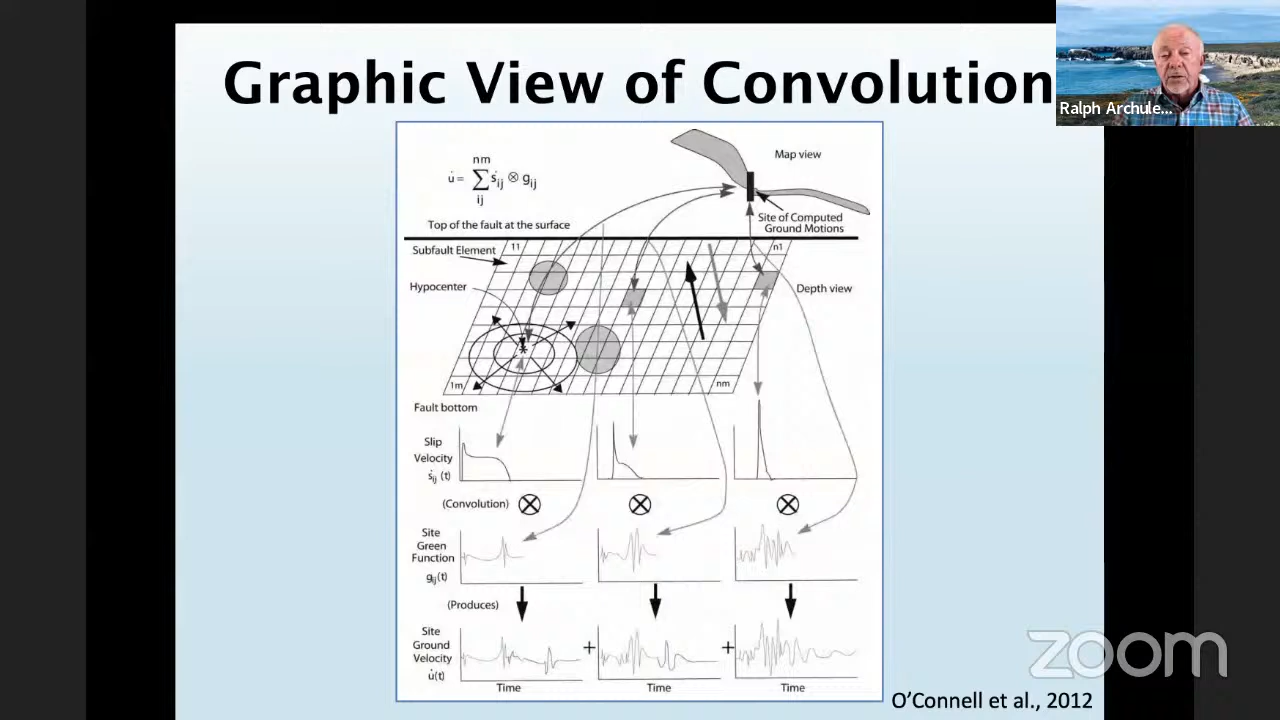 Graphic View of Convolution
Ralph Archule...
nm
u̇ = ∑ ṡij ⊗ gij
ij
Map view
Top of the fault at the surface
Site of Computed
Ground Motions
Subfault Element
11
n1
Hypocenter
Depth view
1m
nm
Fault bottom
Slip
Velocity
ṡij (t)
(Convolution)
Site
Green
Function
gij(t)
(Produces)
Site
Ground
Velocity
u̇(t)
+
+
Time
Time
Time
zoom
O'Connell et al., 2012